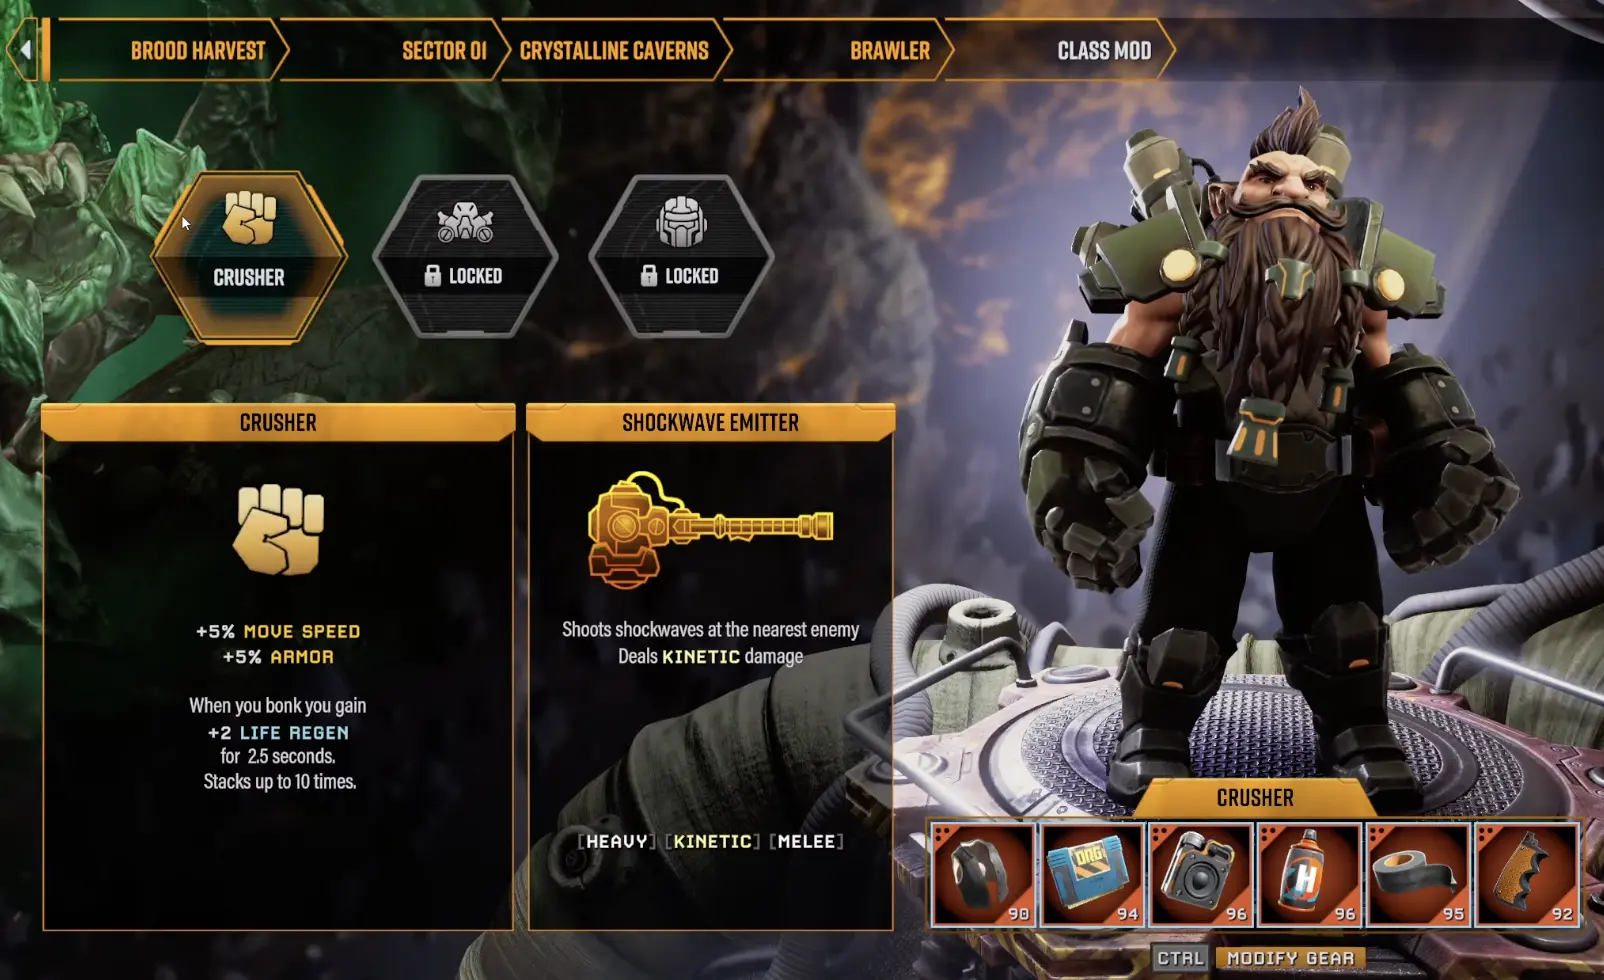 BROOD HARVEST
SECTOR 01
CRYSTALLINE CAVERNS
BRAWLER
CLASS MOD
CRUSHER
LOCKED
LOCKED
CRUSHER
+5% MOVE SPEED
+5% ARMOR
When you bonk you gain
+2 LIFE REGEN
for 2.5 seconds.
Stacks up to 10 times.
SHOCKWAVE EMITTER
Shoots shockwaves at the nearest enemy
Deals KINETIC damage
[HEAVY] [KINETIC] [MELEE]
CRUSHER
DRG
H
90
94
96
96
95
92
CTRL MODIFY GEAR